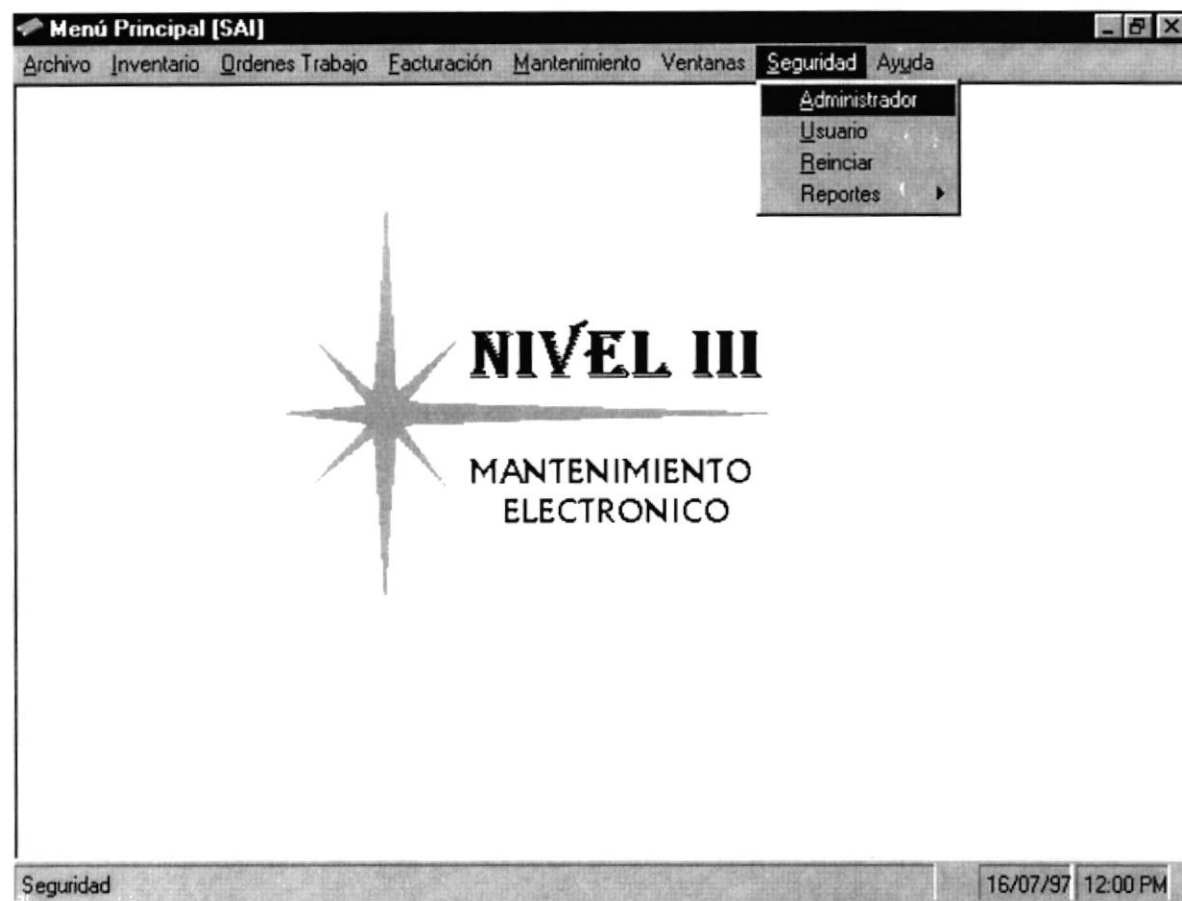 Menú Principal [SAI]
Archivo Inventario Ordenes Trabajo Facturación Mantenimiento Ventanas Seguridad Ayuda
Administrador
Usuario
Reinciar
Reportes
NIVEL III
MANTENIMIENTO
ELECTRONICO
Seguridad 16/07/97 12:00 PM